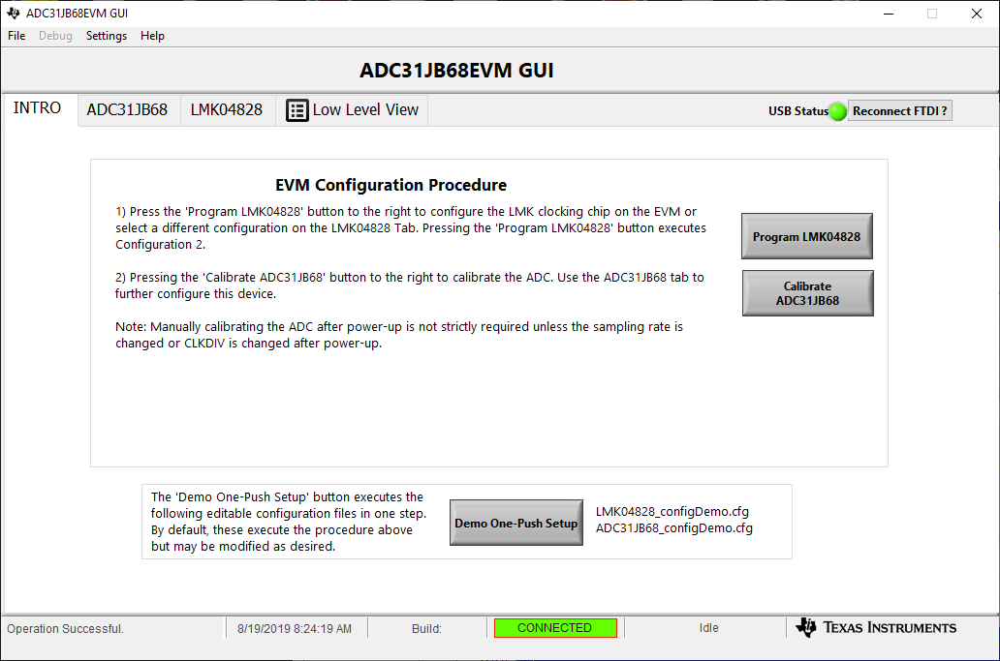 ADC31JB68EVM GUI
File Debug Settings Help
ADC31JB68EVM GUI
INTRO ADC31JB68 LMK04828 Low Level View USB Status Reconnect FTDI ?
EVM Configuration Procedure
1) Press the 'Program LMK04828' button to the right to configure the LMK clocking chip on the EVM or
select a different configuration on the LMK04828 Tab. Pressing the 'Program LMK04828' button executes
Configuration 2.
2) Pressing the 'Calibrate ADC31JB68' button to the right to calibrate the ADC. Use the ADC31JB68 tab to
further configure this device.
Note: Manually calibrating the ADC after power-up is not strictly required unless the sampling rate is
changed or CLKDIV is changed after power-up.
Program LMK04828
Calibrate
ADC31JB68
The 'Demo One-Push Setup' button executes the
following editable configuration files in one step.
By default, these execute the procedure above
but may be modified as desired.
Demo One-Push Setup
LMK04828_configDemo.cfg
ADC31JB68_configDemo.cfg
Operation Successful. 8/19/2019 8:24:19 AM Build: CONNECTED Idle TEXAS INSTRUMENTS